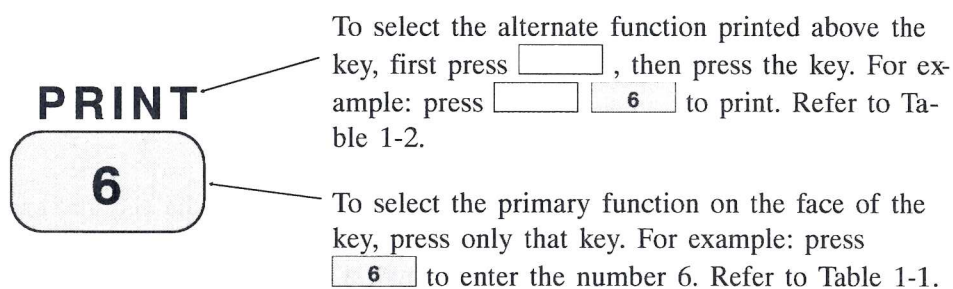 To select the alternate function printed above the
key, first press , then press the key. For ex-
ample: press 6 to print. Refer to Ta-
ble 1-2.
PRINT
6
To select the primary function on the face of the
key, press only that key. For example: press
6 to enter the number 6. Refer to Table 1-1.